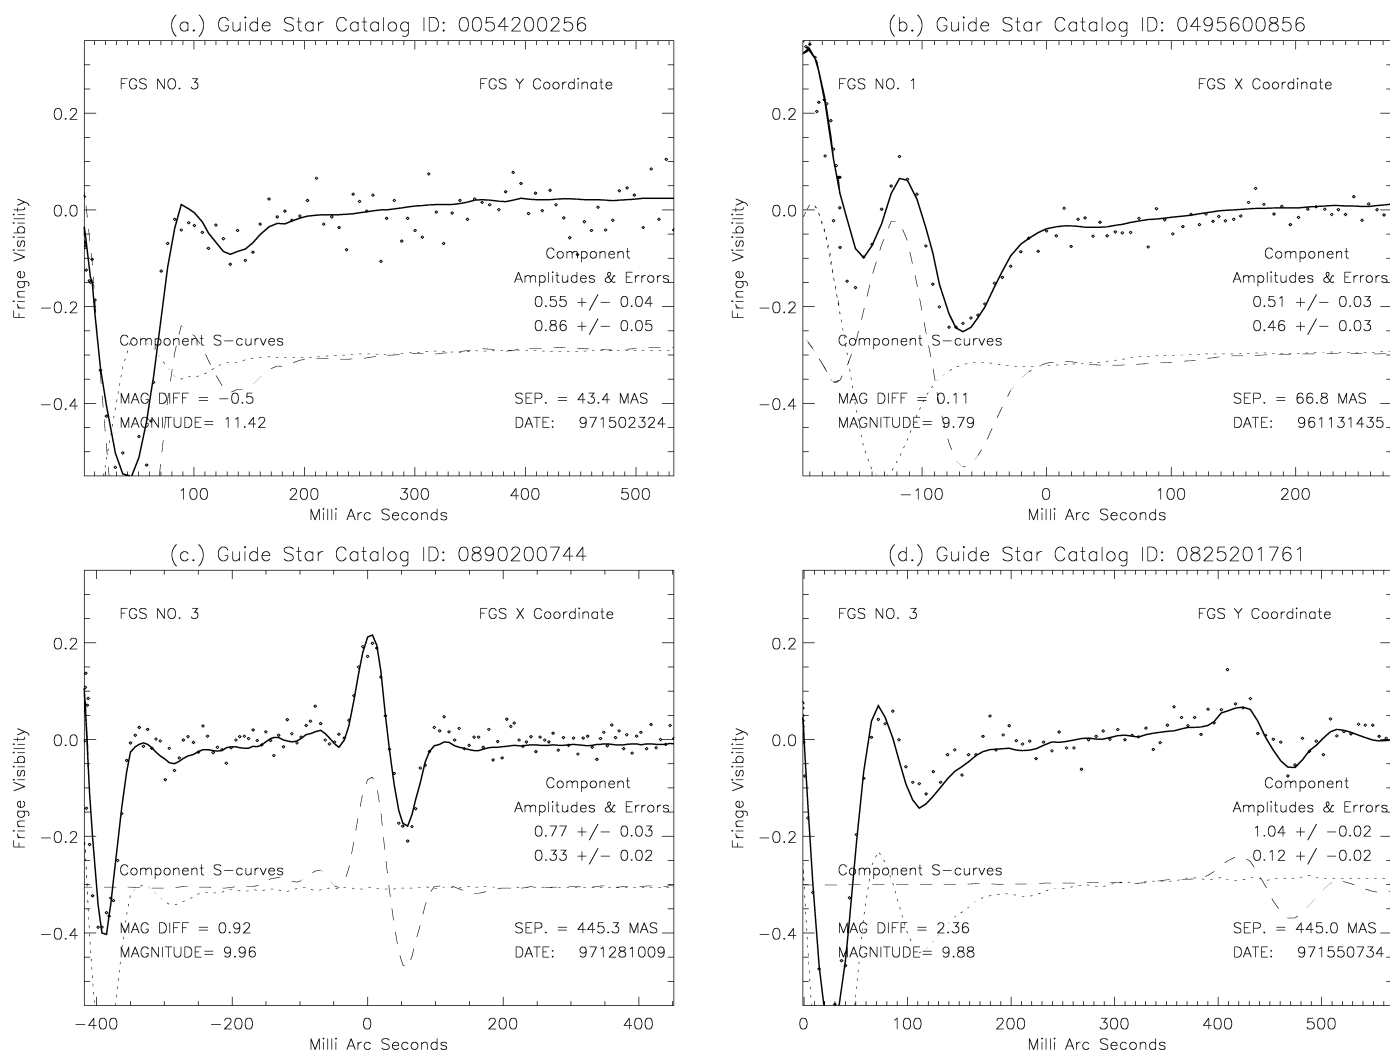 (a.) Guide Star Catalog ID: 0054200256
FGS NO. 3
FGS Y Coordinate
0.2
0.0
−0.2
−0.4
Fringe Visibility
Component
Amplitudes & Errors
0.55 +/− 0.04
0.86 +/− 0.05
Component S-curves
MAG DIFF = −0.5
SEP. = 43.4 MAS
MAGNITUDE= 11.42
DATE: 971502324
100 200 300 400 500
Milli Arc Seconds
(b.) Guide Star Catalog ID: 0495600856
FGS NO. 1
FGS X Coordinate
0.2
0.0
−0.2
−0.4
Fringe Visibility
Component
Amplitudes & Errors
0.51 +/− 0.03
0.46 +/− 0.03
Component S-curves
MAG DIFF = 0.11
SEP. = 66.8 MAS
MAGNITUDE= 9.79
DATE: 961131435
−100 0 100 200
Milli Arc Seconds
(c.) Guide Star Catalog ID: 0890200744
FGS NO. 3
FGS X Coordinate
0.2
0.0
−0.2
−0.4
Fringe Visibility
Component
Amplitudes & Errors
0.77 +/− 0.03
0.33 +/− 0.02
Component S-curves
MAG DIFF = 0.92
SEP. = 445.3 MAS
MAGNITUDE= 9.96
DATE: 971281009
−400 −200 0 200 400
Milli Arc Seconds
(d.) Guide Star Catalog ID: 0825201761
FGS NO. 3
FGS Y Coordinate
0.2
0.0
−0.2
−0.4
Fringe Visibility
Component
Amplitudes & Errors
1.04 +/ −0.02
0.12 +/ −0.02
Component S-curves
MAG DIFF = 2.36
SEP. = 445.0 MAS
MAGNITUDE= 9.88
DATE: 971550734
0 100 200 300 400 500
Milli Arc Seconds